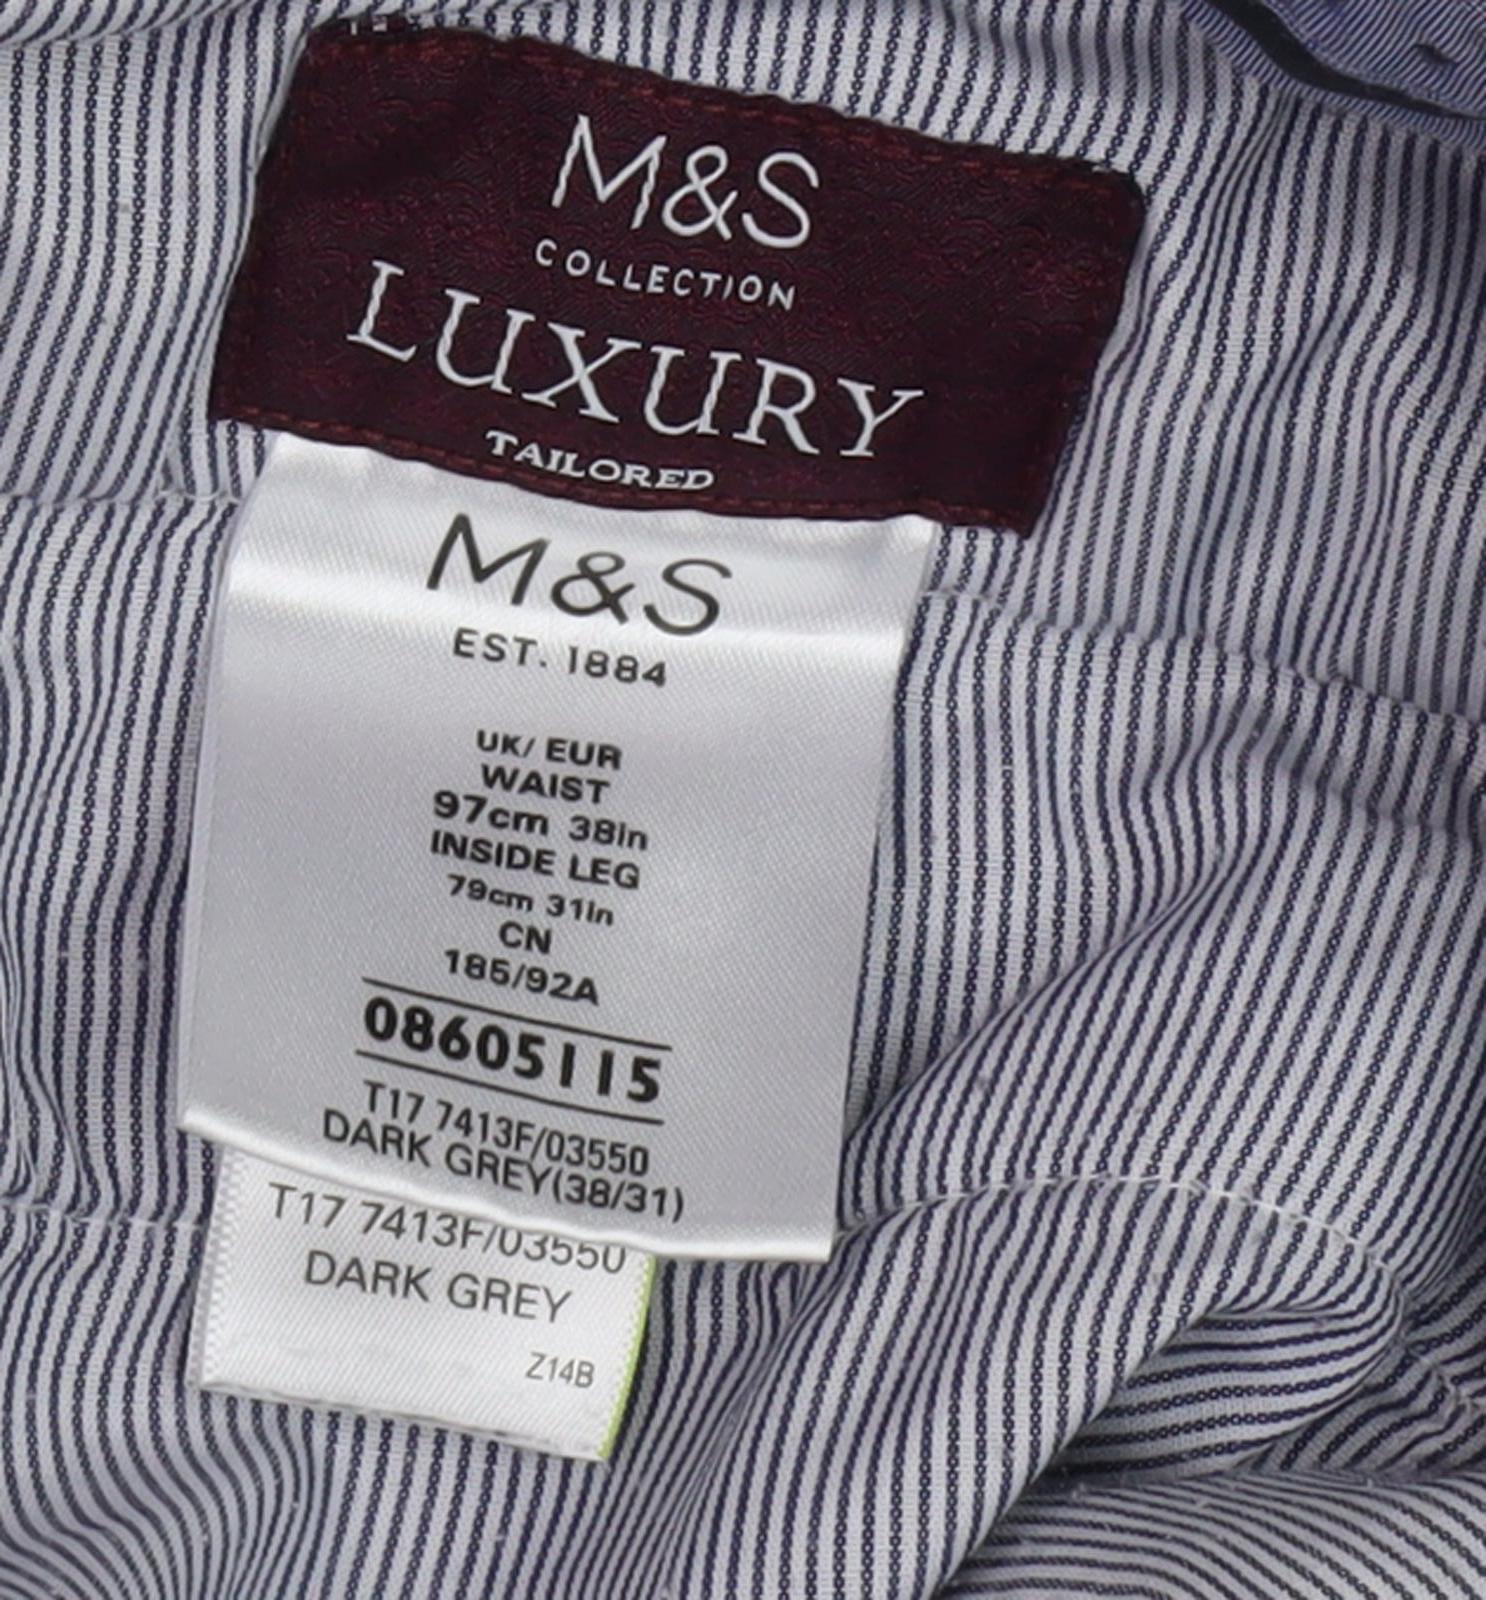 M&S
COLLECTION
LUXURY
TAILORED
M&S
EST. 1884
UK/ EUR
WAIST
97cm 38in
INSIDE LEG
79cm 31in
CN
185/92A
08605115
T17 7413F/03550
DARK GREY(38/31)
T17 7413F/03550
DARK GREY
Z14B